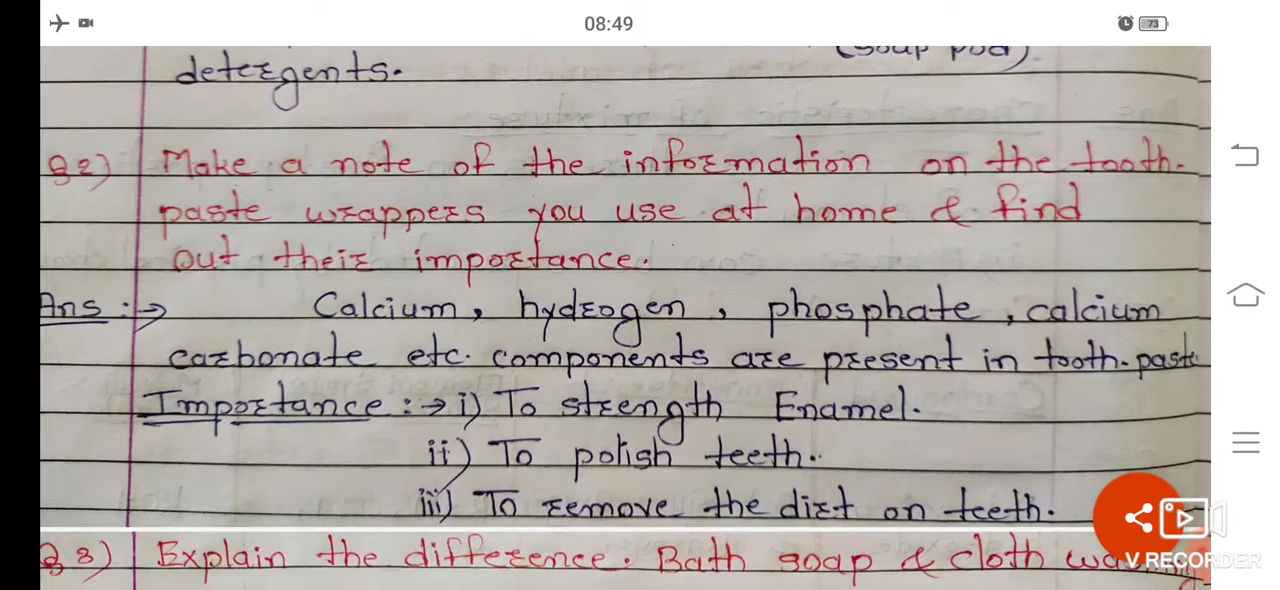 08:49
73
(Soap pod)
detergents.
Q2) Make a note of the information on the tooth-
paste wrappers you use at home & find
out their importance.
Ans :→ Calcium, hydrogen, phosphate, calcium
carbonate etc. components are present in tooth-paste
Importance :→ i) To strength Enamel.
ii) To polish teeth.
iii) To remove the dirt on teeth.
Q3) Explain the difference. Bath soap & cloth
V RECORDER